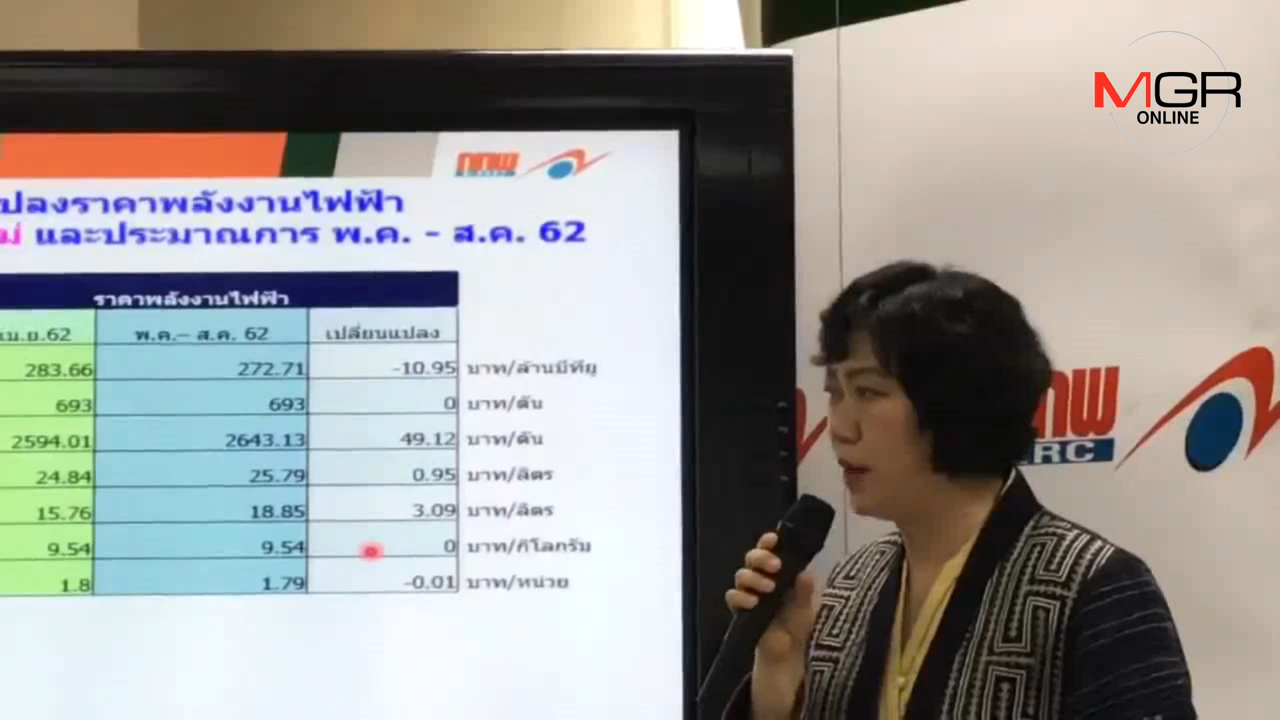 MGR
ONLINE
กกพ
ปลงราคาพลังงานไฟฟ้า
ม่ และประมาณการ พ.ค. - ส.ค. 62
ราคาพลังงานไฟฟ้า
เม.ย.62 พ.ค.– ส.ค. 62 เปลี่ยนแปลง
283.66 272.71 -10.95 บาท/ล้านบีทียู
693 693 0 บาท/ตัน
2594.01 2643.13 49.12 บาท/ตัน
24.84 25.79 0.95 บาท/ลิตร
15.76 18.85 3.09 บาท/ลิตร
9.54 9.54 0 บาท/กิโลกรัม
1.8 1.79 -0.01 บาท/หน่วย
กกพ
RC